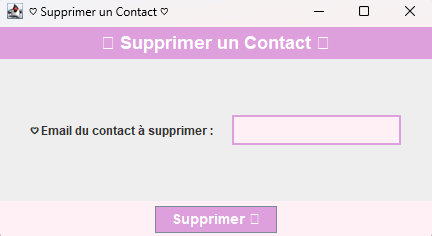 ♡ Supprimer un Contact ♡
▯ Supprimer un Contact ▯
♡ Email du contact à supprimer :
Supprimer ▯